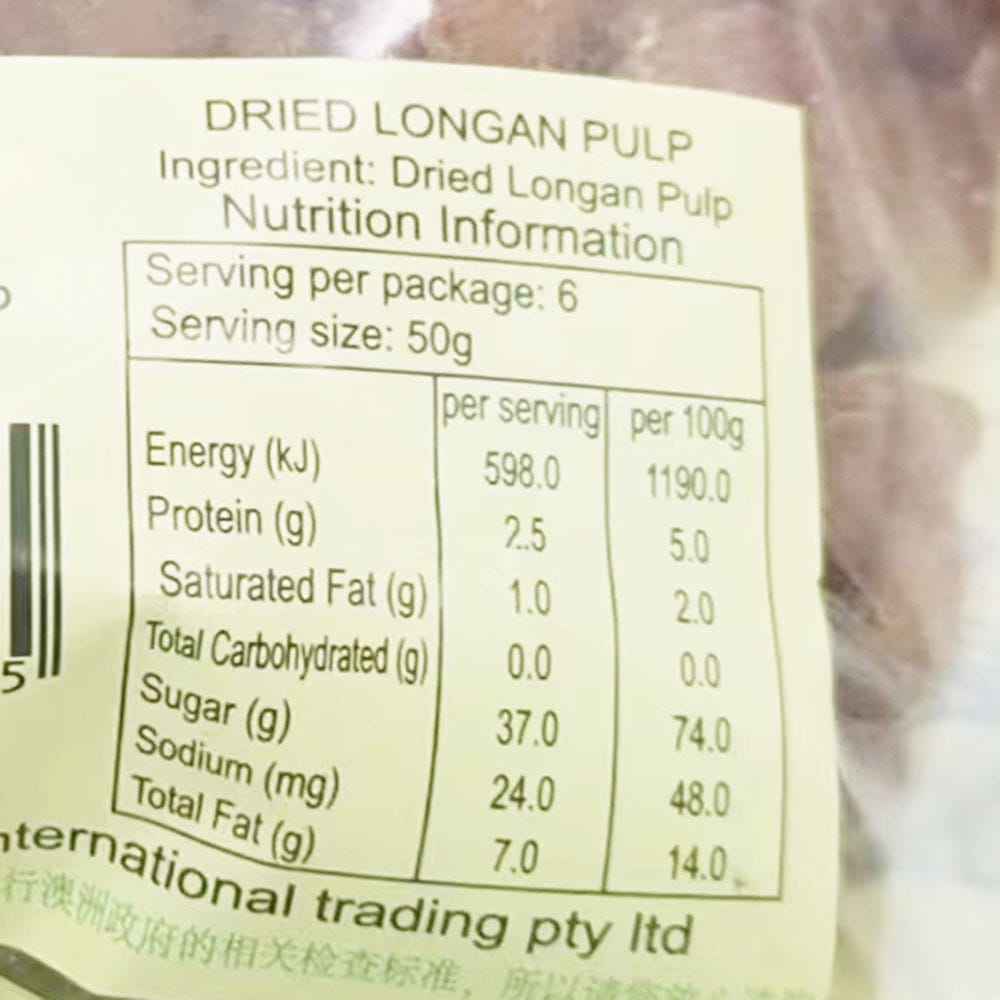 DRIED LONGAN PULP
Ingredient: Dried Longan Pulp
Nutrition Information
Serving per package: 6
Serving size: 50g
per serving per 100g
Energy (kJ) 598.0 1190.0
Protein (g) 2.5 5.0
Saturated Fat (g) 1.0 2.0
Total Carbohydrated (g) 0.0 0.0
Sugar (g) 37.0 74.0
Sodium (mg) 24.0 48.0
Total Fat (g) 7.0 14.0
5
nternational trading pty ltd
行澳洲政府的相关检查标准，所以请您放心